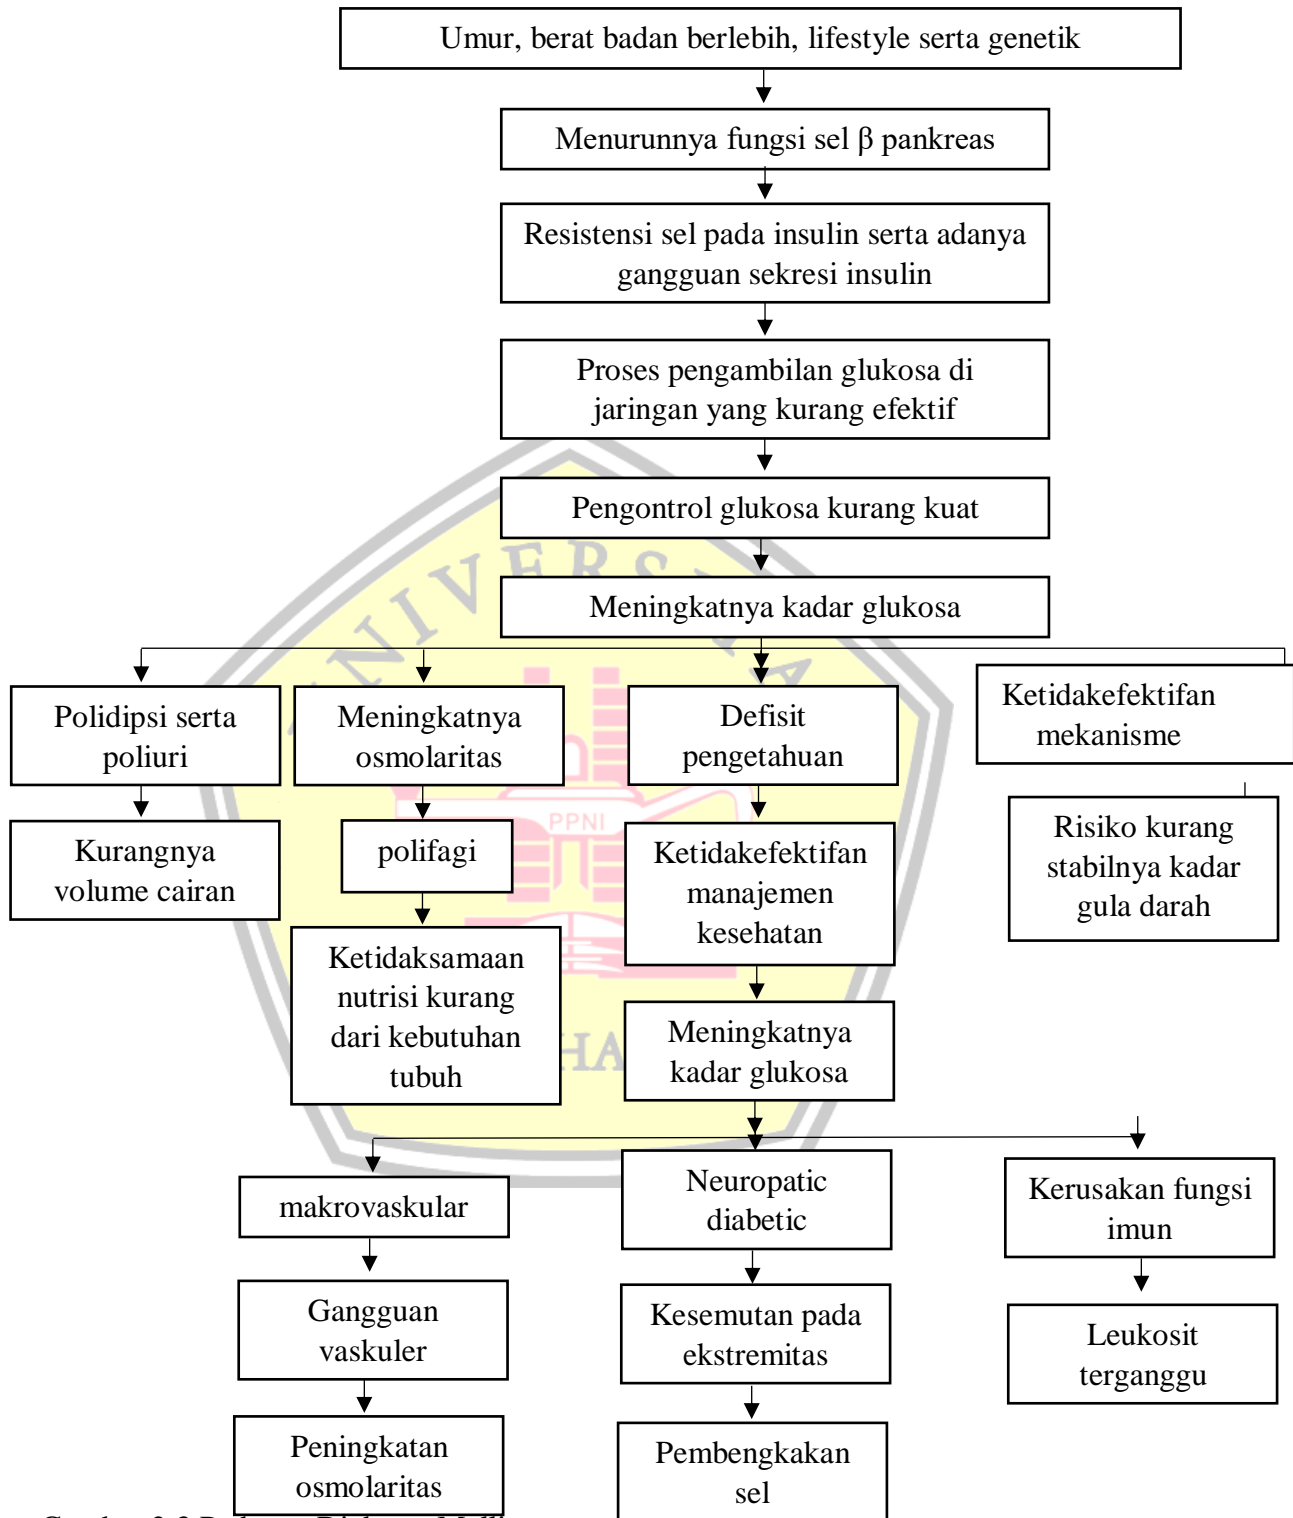 Umur, berat badan berlebih, lifestyle serta genetik
Menurunnya fungsi sel β pankreas
Resistensi sel pada insulin serta adanya
gangguan sekresi insulin
Proses pengambilan glukosa di
jaringan yang kurang efektif
Pengontrol glukosa kurang kuat
Meningkatnya kadar glukosa
Polidipsi serta
poliuri
Meningkatnya
osmolaritas
Defisit
pengetahuan
Ketidakefektifan
mekanisme
Kurangnya
volume cairan
polifagi
Ketidakefektifan
manajemen
kesehatan
Risiko kurang
stabilnya kadar
gula darah
Ketidaksamaan
nutrisi kurang
dari kebutuhan
tubuh
Meningkatnya
kadar glukosa
makrovaskular
Neuropatic
diabetic
Kerusakan fungsi
imun
Gangguan
vaskuler
Kesemutan pada
ekstremitas
Leukosit
terganggu
Peningkatan
osmolaritas
Pembengkakan
sel
PPNI